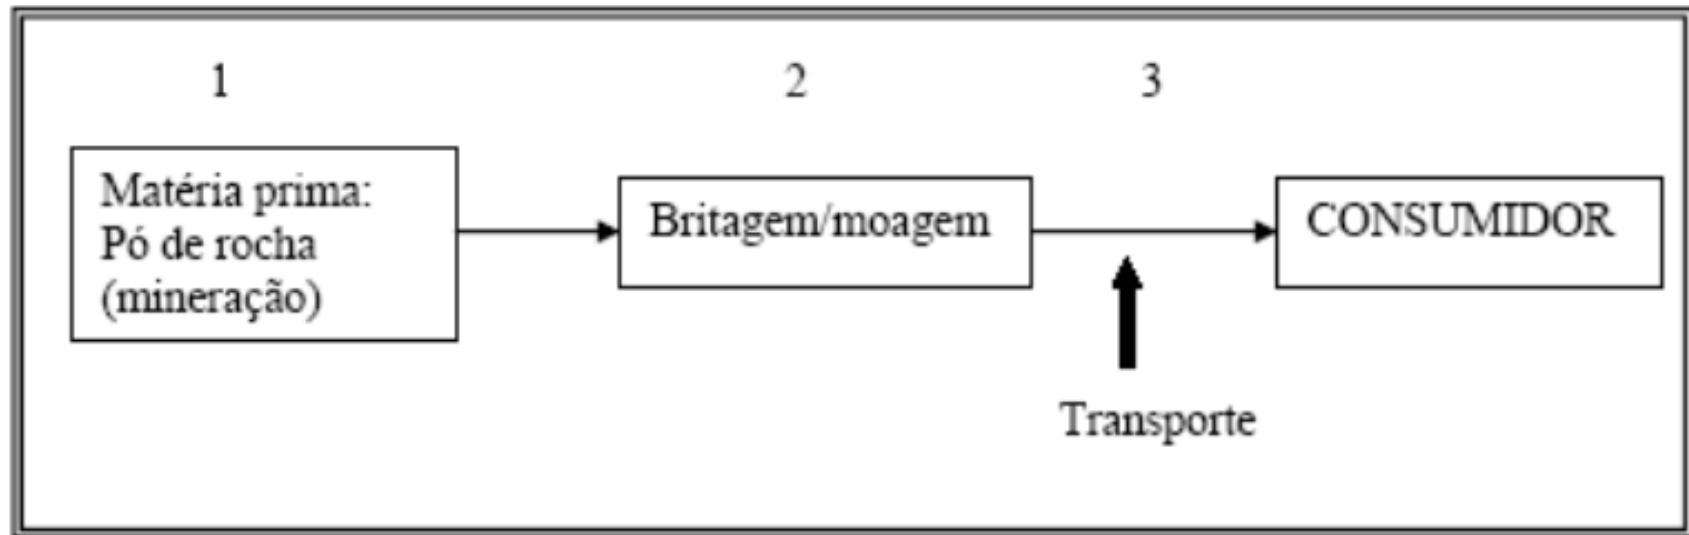 1
2
3
Matéria prima:
Pó de rocha
(mineração)
Britagem/moagem
CONSUMIDOR
Transporte